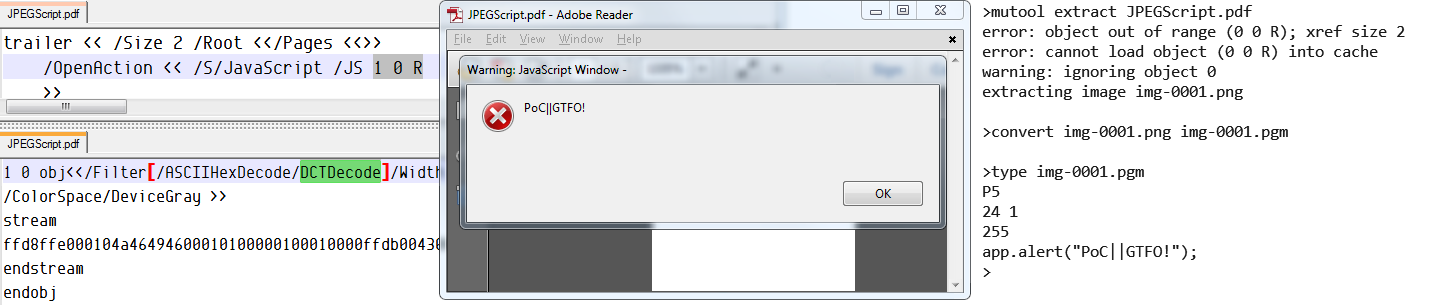 JPEGScript.pdf
trailer << /Size 2 /Root <</Pages <<>>
/OpenAction << /S/JavaScript /JS 1 0 R
>>
JPEGScript.pdf
1 0 obj<</Filter[/ASCIIHexDecode/DCTDecode]/Width
/ColorSpace/DeviceGray >>
stream
ffd8ffe000104a46494600010100000100010000ffdb00430
endstream
endobj
JPEGScript.pdf - Adobe Reader
File Edit View Window Help
Warning: JavaScript Window -
PoC||GTFO!
OK
>mutool extract JPEGScript.pdf
error: object out of range (0 0 R); xref size 2
error: cannot load object (0 0 R) into cache
warning: ignoring object 0
extracting image img-0001.png
>convert img-0001.png img-0001.pgm
>type img-0001.pgm
P5
24 1
255
app.alert("PoC||GTFO!");
>